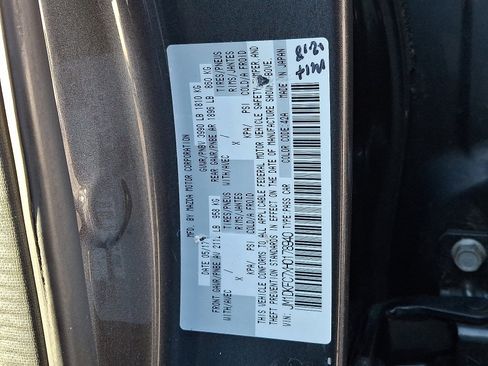 MFD. BY MAZDA MOTOR CORPORATION
DATE 05/17 GVWR/PNBV: 3990 LB 1810 KG
FRONT GAWR/PNBE AV 2111 LB 958 KG REAR GAWR/PNBE AR 1896 LB 860 KG
TIRES/PNEUS TIRES/PNEUS
WITH/AVEC RIMS/JANTES WITH/AVEC RIMS/JANTES
X / X /
KPA/ PSI COLD/A FROID KPA/ PSI COLD/A FROID
THIS VEHICLE CONFORMS TO ALL APPLICABLE FEDERAL MOTOR VEHICLE SAFETY, BUMPER AND
THEFT PREVENTION STANDARDS IN EFFECT ON THE DATE OF MANUFACTURE SHOWN ABOVE.
VIN: TYPE: PASS CAR COLOR CODE: 42A MADE IN JAPAN